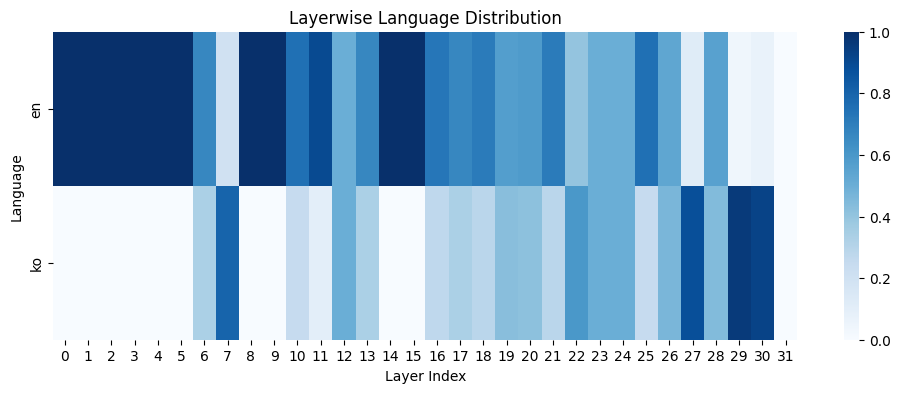 Layerwise Language Distribution
Language
en
ko
0 1 2 3 4 5 6 7 8 9 10 11 12 13 14 15 16 17 18 19 20 21 22 23 24 25 26 27 28 29 30 31
Layer Index
1.0
0.8
0.6
0.4
0.2
0.0